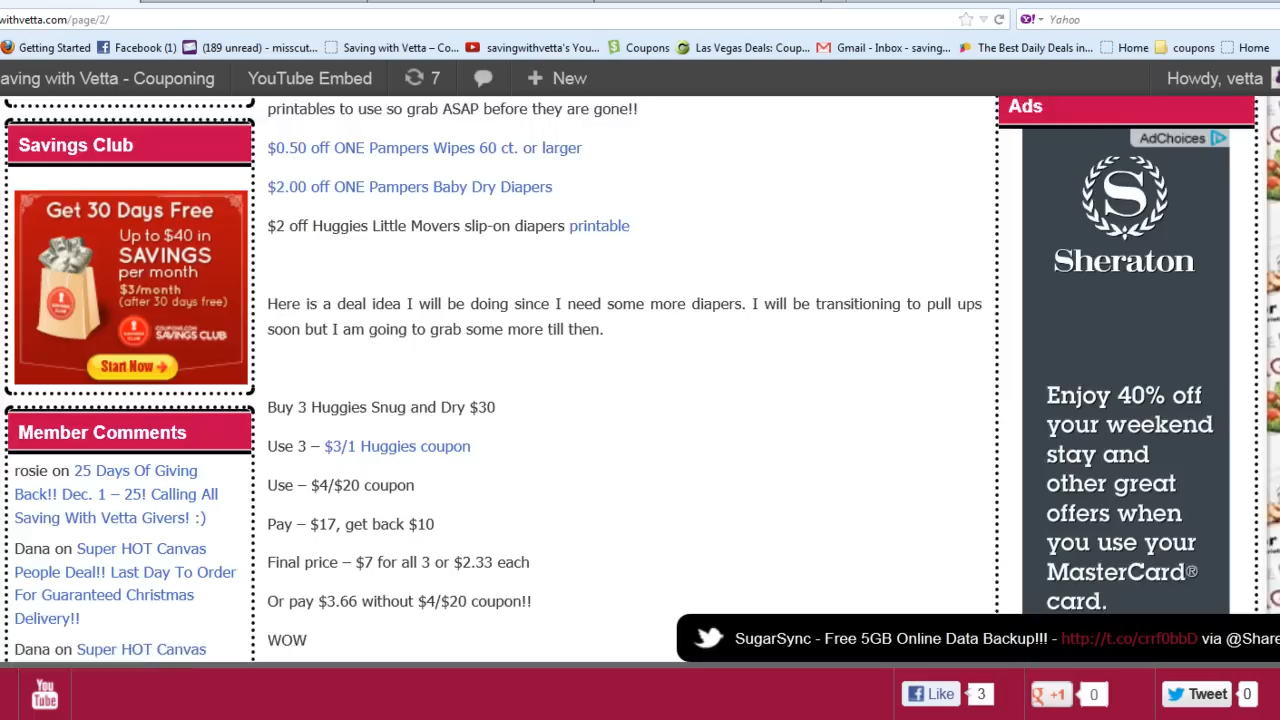 withvetta.com/page/2/
Yahoo
Getting Started
Facebook (1)
(189 unread) - misscut...
Saving with Vetta – Co...
savingwithvetta's You...
Coupons
Las Vegas Deals: Coup...
Gmail - Inbox - saving...
The Best Daily Deals in...
Home
coupons
Home
aving with Vetta - Couponing
YouTube Embed
7
New
Howdy, vetta
Savings Club
Get 30 Days Free
Up to $40 in
SAVINGS
per month
$3/month
(after 30 days free)
COUPONS.COM
SAVINGS CLUB
Start Now
Member Comments
rosie on 25 Days Of Giving
Back!! Dec. 1 – 25! Calling All
Saving With Vetta Givers! :)
Dana on Super HOT Canvas
People Deal!! Last Day To Order
For Guaranteed Christmas
Delivery!!
Dana on Super HOT Canvas
printables to use so grab ASAP before they are gone!!
$0.50 off ONE Pampers Wipes 60 ct. or larger
$2.00 off ONE Pampers Baby Dry Diapers
$2 off Huggies Little Movers slip-on diapers printable
Here is a deal idea I will be doing since I need some more diapers. I will be transitioning to pull ups
soon but I am going to grab some more till then.
Buy 3 Huggies Snug and Dry $30
Use 3 – $3/1 Huggies coupon
Use – $4/$20 coupon
Pay – $17, get back $10
Final price – $7 for all 3 or $2.33 each
Or pay $3.66 without $4/$20 coupon!!
WOW
Ads
AdChoices
S
Sheraton
Enjoy 40% off
your weekend
stay and
other great
offers when
you use your
MasterCard®
card.
SugarSync - Free 5GB Online Data Backup!!! - http://t.co/crrf0bbD via @Share
You
Tube
Like
3
+1
0
Tweet
0